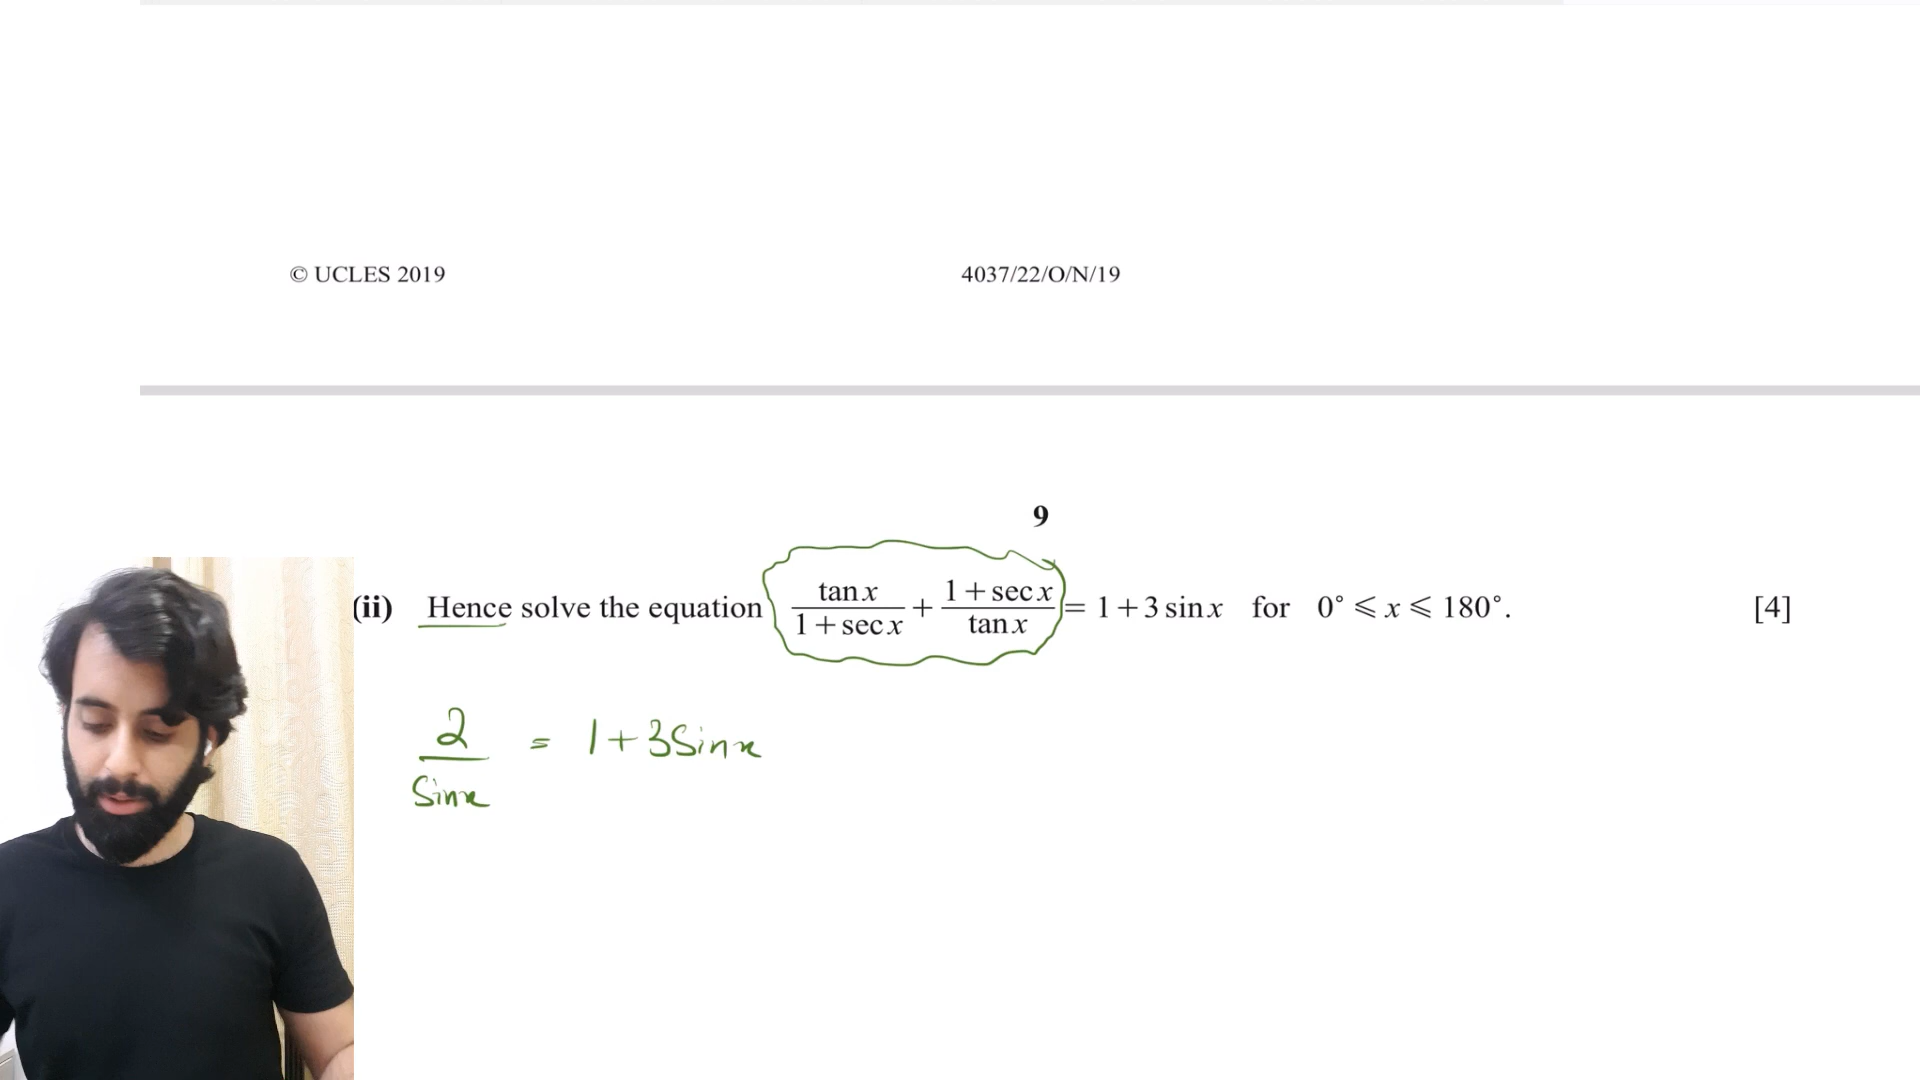 © UCLES 2019 4037/22/O/N/19
9
(ii) Hence solve the equation tan x / 1 + sec x + 1 + sec x / tan x = 1 + 3 sin x for 0° ⩽ x ⩽ 180°. [4]
2 / Sinx = 1+3Sinx